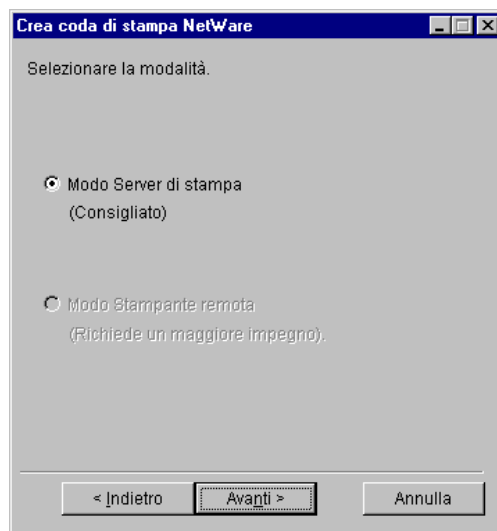 Crea coda di stampa NetWare
Selezionare la modalità.
Modo Server di stampa
(Consigliato)
Modo Stampante remota
(Richiede un maggiore impegno).
< Indietro
Avanti >
Annulla